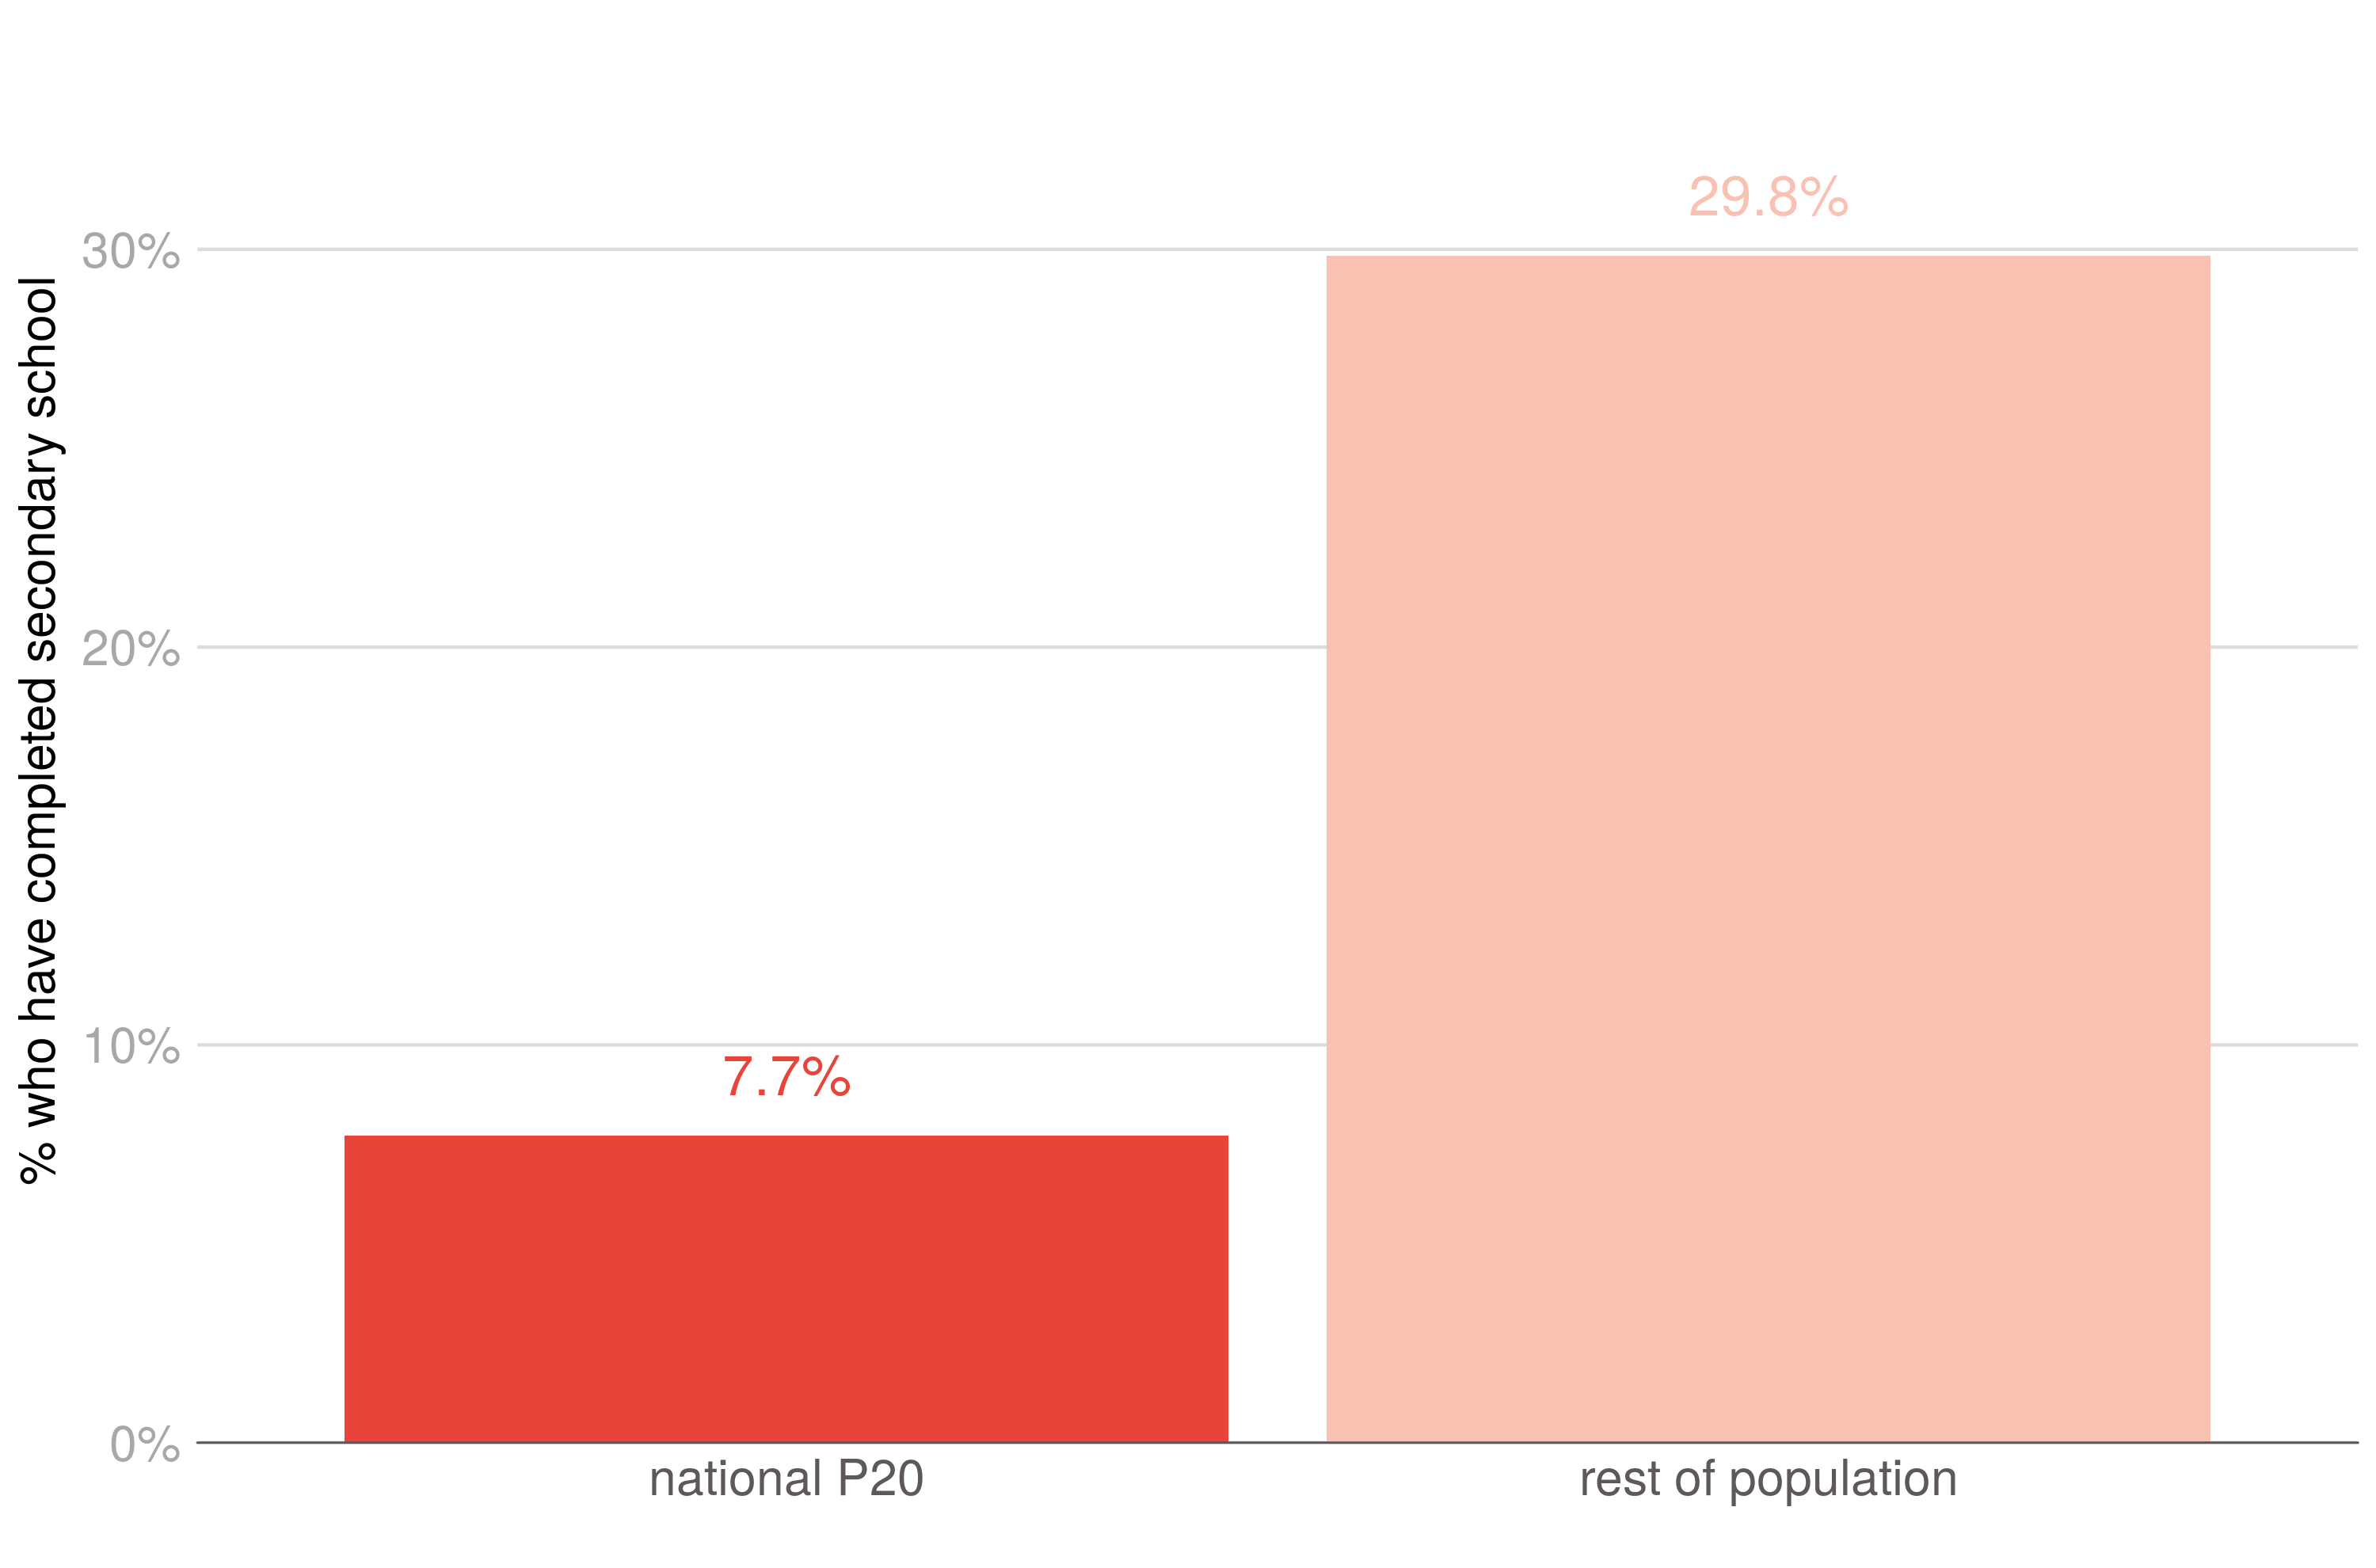 % who have completed secondary school
30%
20%
10%
0%
7.7%
29.8%
national P20
rest of population